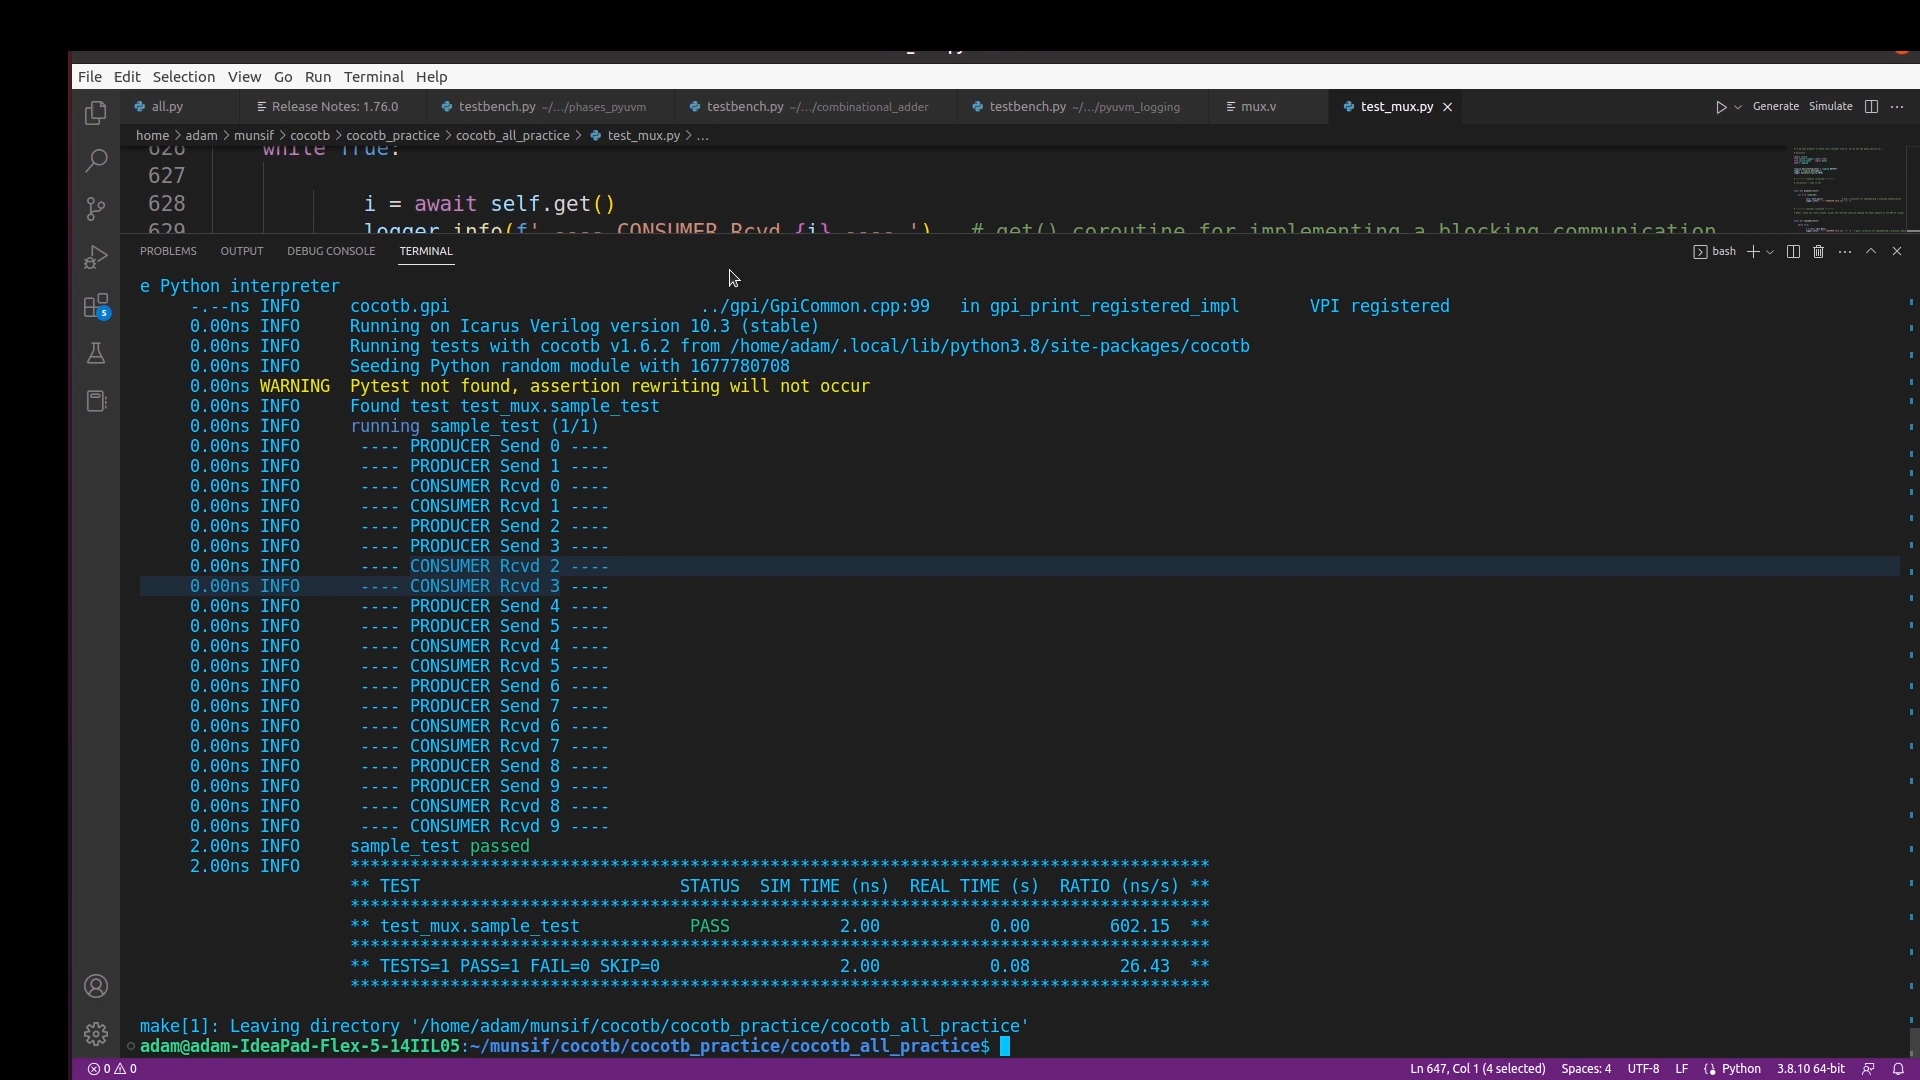 File Edit Selection View Go Run Terminal Help
all.py Release Notes: 1.76.0 testbench.py ~/.../phases_pyuvm testbench.py ~/.../combinational_adder testbench.py ~/.../pyuvm_logging mux.v test_mux.py Generate Simulate
home > adam > munsif > cocotb > cocotb_practice > cocotb_all_practice > test_mux.py > ...
626 while True:
627
628 i = await self.get()
629 logger.info(f' ---- CONSUMER Rcvd {i} ---- ') # get() coroutine for implementing a blocking communication
PROBLEMS OUTPUT DEBUG CONSOLE TERMINAL bash
e Python interpreter
-.--ns INFO cocotb.gpi ../gpi/GpiCommon.cpp:99 in gpi_print_registered_impl VPI registered
0.00ns INFO Running on Icarus Verilog version 10.3 (stable)
0.00ns INFO Running tests with cocotb v1.6.2 from /home/adam/.local/lib/python3.8/site-packages/cocotb
0.00ns INFO Seeding Python random module with 1677780708
0.00ns WARNING Pytest not found, assertion rewriting will not occur
0.00ns INFO Found test test_mux.sample_test
0.00ns INFO running sample_test (1/1)
0.00ns INFO ---- PRODUCER Send 0 ----
0.00ns INFO ---- PRODUCER Send 1 ----
0.00ns INFO ---- CONSUMER Rcvd 0 ----
0.00ns INFO ---- CONSUMER Rcvd 1 ----
0.00ns INFO ---- PRODUCER Send 2 ----
0.00ns INFO ---- PRODUCER Send 3 ----
0.00ns INFO ---- CONSUMER Rcvd 2 ----
0.00ns INFO ---- CONSUMER Rcvd 3 ----
0.00ns INFO ---- PRODUCER Send 4 ----
0.00ns INFO ---- PRODUCER Send 5 ----
0.00ns INFO ---- CONSUMER Rcvd 4 ----
0.00ns INFO ---- CONSUMER Rcvd 5 ----
0.00ns INFO ---- PRODUCER Send 6 ----
0.00ns INFO ---- PRODUCER Send 7 ----
0.00ns INFO ---- CONSUMER Rcvd 6 ----
0.00ns INFO ---- CONSUMER Rcvd 7 ----
0.00ns INFO ---- PRODUCER Send 8 ----
0.00ns INFO ---- PRODUCER Send 9 ----
0.00ns INFO ---- CONSUMER Rcvd 8 ----
0.00ns INFO ---- CONSUMER Rcvd 9 ----
2.00ns INFO sample_test passed
2.00ns INFO **************************************************************************************
** TEST STATUS SIM TIME (ns) REAL TIME (s) RATIO (ns/s) **
**************************************************************************************
** test_mux.sample_test PASS 2.00 0.00 602.15 **
**************************************************************************************
** TESTS=1 PASS=1 FAIL=0 SKIP=0 2.00 0.08 26.43 **
**************************************************************************************
make[1]: Leaving directory '/home/adam/munsif/cocotb/cocotb_practice/cocotb_all_practice'
adam@adam-IdeaPad-Flex-5-14IIL05:~/munsif/cocotb/cocotb_practice/cocotb_all_practice$
5
0 0 Ln 647, Col 1 (4 selected) Spaces: 4 UTF-8 LF Python 3.8.10 64-bit